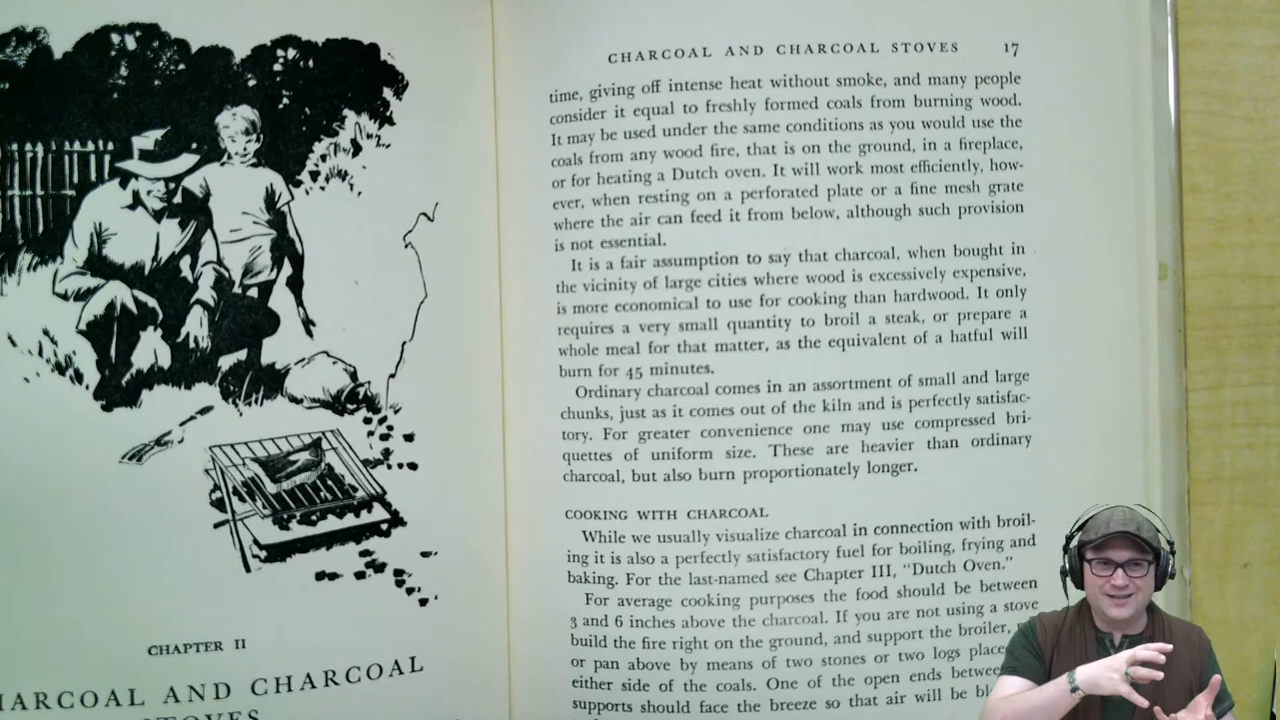 CHAPTER II
HARCOAL AND CHARCOAL
STOVES
CHARCOAL AND CHARCOAL STOVES 17
time, giving off intense heat without smoke, and many people
consider it equal to freshly formed coals from burning wood.
It may be used under the same conditions as you would use the
coals from any wood fire, that is on the ground, in a fireplace,
or for heating a Dutch oven. It will work most efficiently, how-
ever, when resting on a perforated plate or a fine mesh grate
where the air can feed it from below, although such provision
is not essential.
It is a fair assumption to say that charcoal, when bought in
the vicinity of large cities where wood is excessively expensive,
is more economical to use for cooking than hardwood. It only
requires a very small quantity to broil a steak, or prepare a
whole meal for that matter, as the equivalent of a hatful will
burn for 45 minutes.
Ordinary charcoal comes in an assortment of small and large
chunks, just as it comes out of the kiln and is perfectly satisfac-
tory. For greater convenience one may use compressed bri-
quettes of uniform size. These are heavier than ordinary
charcoal, but also burn proportionately longer.
COOKING WITH CHARCOAL
While we usually visualize charcoal in connection with broil-
ing it is also a perfectly satisfactory fuel for boiling, frying and
baking. For the last-named see Chapter III, "Dutch Oven."
For average cooking purposes the food should be between
3 and 6 inches above the charcoal. If you are not using a stove
build the fire right on the ground, and support the broiler,
or pan above by means of two stones or two logs place
either side of the coals. One of the open ends betwe
supports should face the breeze so that air will be bl